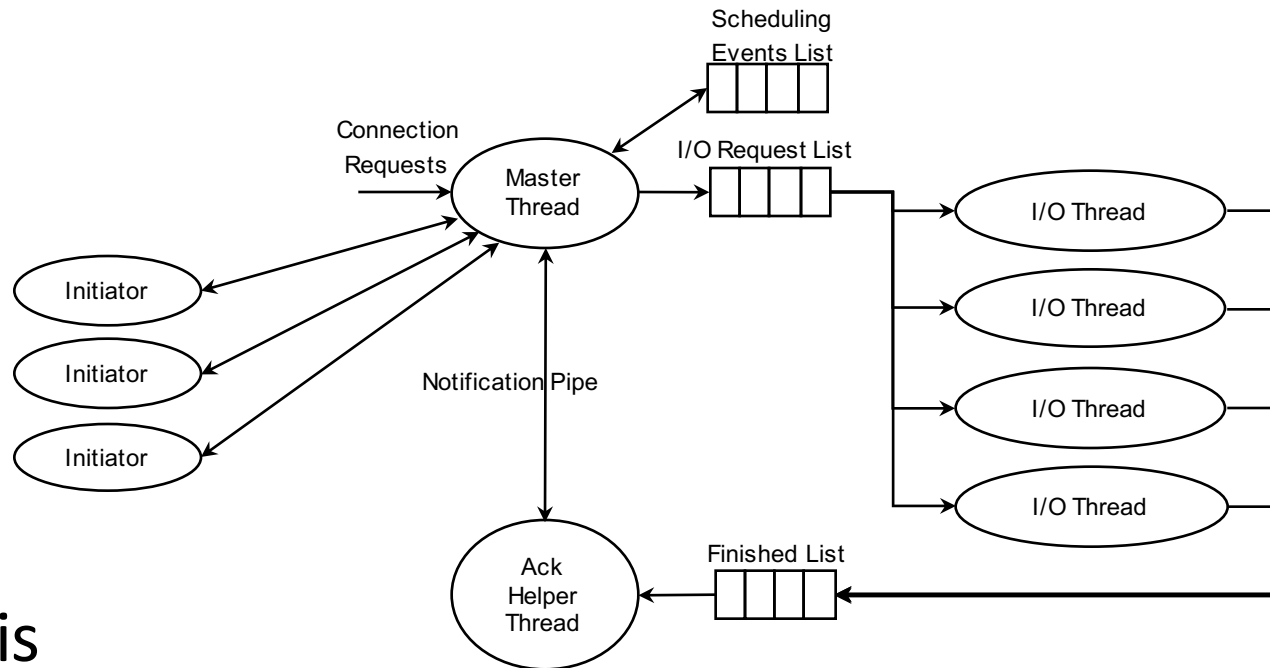 Scheduling
Events List
Connection
Requests
I/O Request List
Master
Thread
I/O Thread
Initiator
I/O Thread
Initiator
Notification Pipe
I/O Thread
Initiator
I/O Thread
Finished List
Ack
Helper
Thread
is